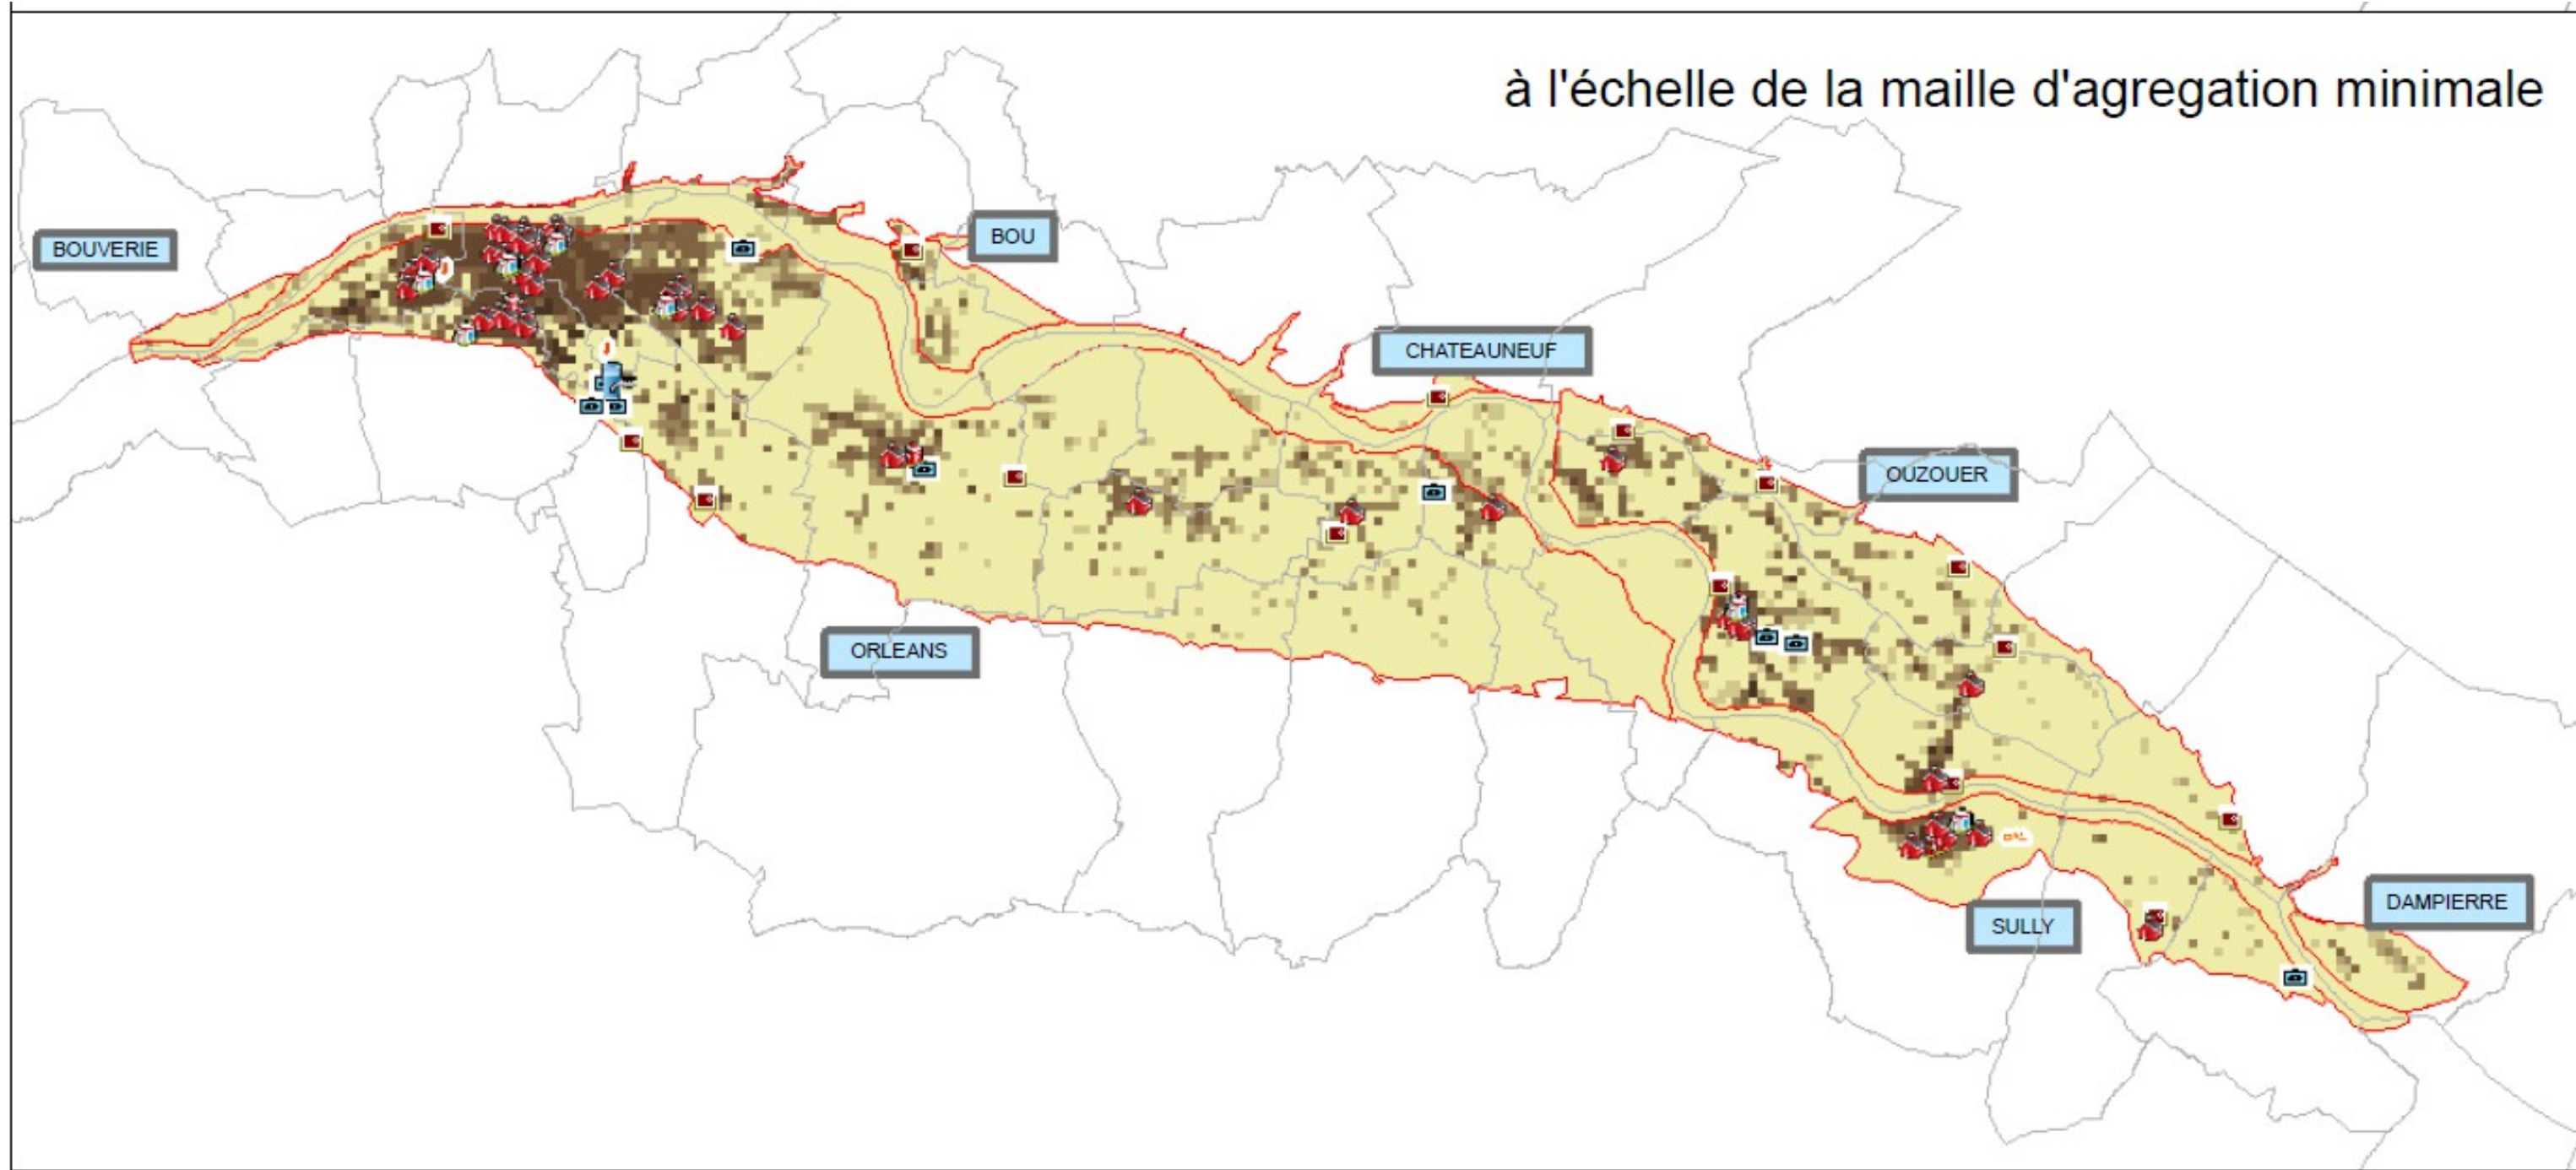 à l'échelle de la maille d'agregation minimale
BOUVERIE
BOU
CHATEAUNEUF
OUZOUER
ORLEANS
DAMPIERRE
SULLY